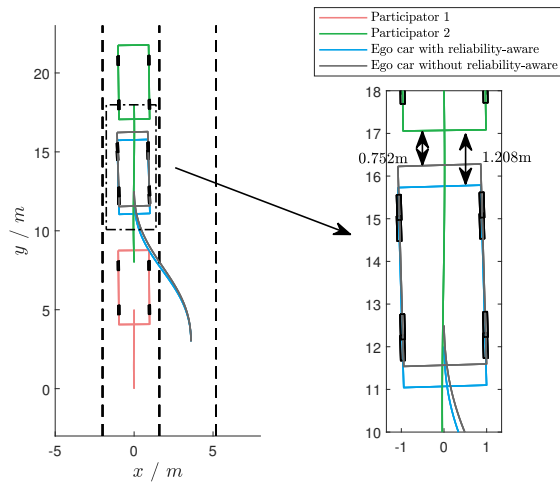 Participator 1
Participator 2
Ego car with reliability-aware
Ego car without reliability-aware
20
15
10
5
0
-5
0
5
x / m
y / m
18
17
16
15
14
13
12
11
10
-1
0
1
0.752m
1.208m